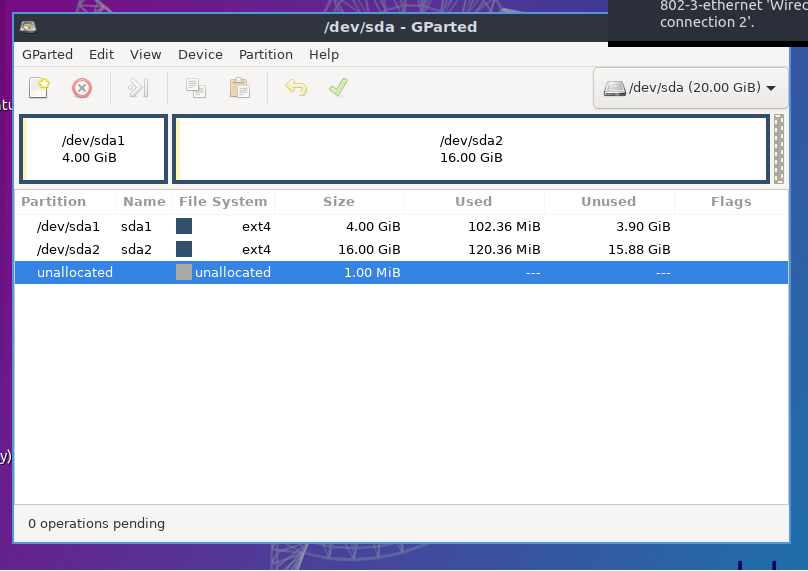 802-3-ethernet 'Wired
connection 2'.
/dev/sda - GParted
GParted Edit View Device Partition Help
/dev/sda (20.00 GiB)
/dev/sda1
4.00 GiB
/dev/sda2
16.00 GiB
Partition Name File System Size Used Unused Flags
/dev/sda1 sda1 ext4 4.00 GiB 102.36 MiB 3.90 GiB
/dev/sda2 sda2 ext4 16.00 GiB 120.36 MiB 15.88 GiB
unallocated unallocated 1.00 MiB --- ---
y)
0 operations pending